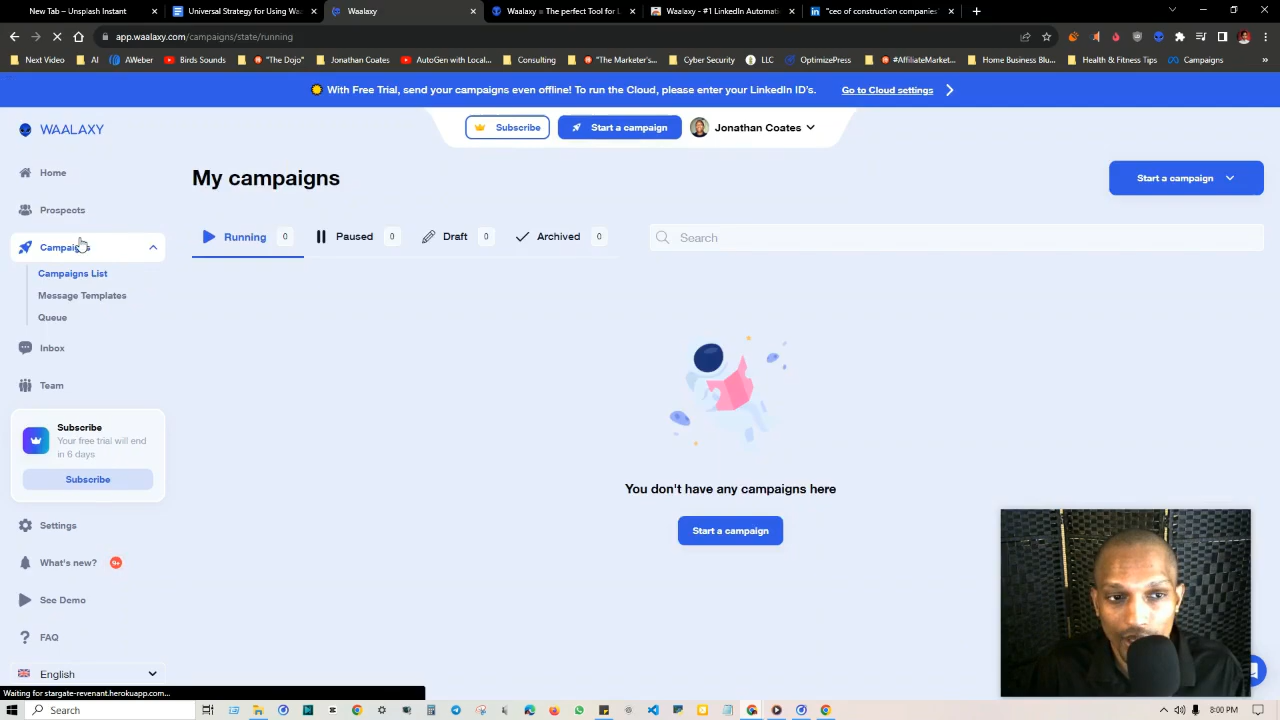 New Tab – Unsplash Instant
Universal Strategy for Using Waa
Waalaxy
Waalaxy = The perfect Tool for L
Waalaxy - #1 LinkedIn Automati
"ceo of construction companies"
app.waalaxy.com/campaigns/state/running
Next Video
AI
AWeber
Birds Sounds
"The Dojo"
Jonathan Coates
AutoGen with Local...
Consulting
"The Marketer's...
Cyber Security
LLC
OptimizePress
#AffiliateMarket...
Home Business Blu...
Health & Fitness Tips
Campaigns
With Free Trial, send your campaigns even offline! To run the Cloud, please enter your LinkedIn ID's.
Go to Cloud settings
WAALAXY
Subscribe
Start a campaign
Jonathan Coates
Home
Prospects
Campaigns
Campaigns List
Message Templates
Queue
Inbox
Team
Subscribe
Your free trial will end
in 6 days
Subscribe
Settings
What's new?
9+
See Demo
? FAQ
English
My campaigns
Start a campaign
Running 0
Paused 0
Draft 0
Archived 0
Search
You don't have any campaigns here
Start a campaign
Waiting for stargate-revenant.herokuapp.com...
Search
8:00 PM